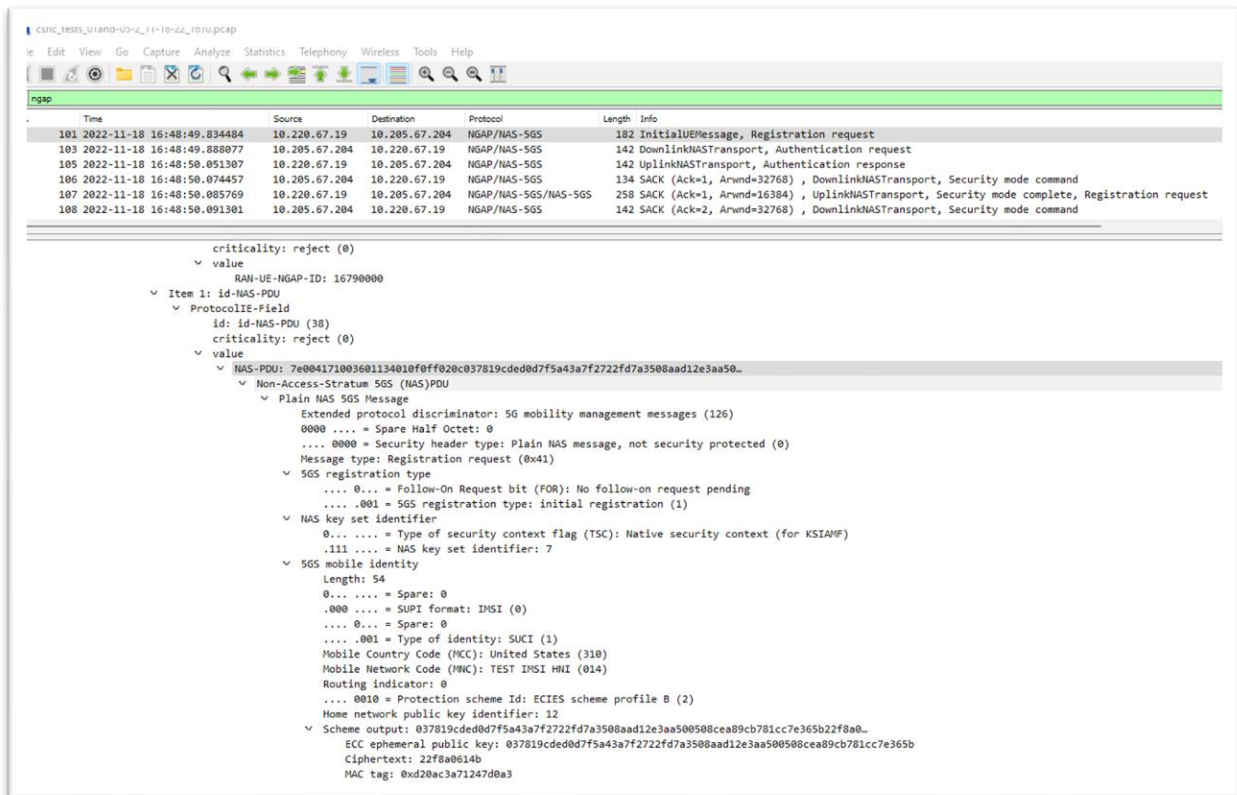 csric_tests_01and-05-2_11-18-22_1610.pcap
Edit View Go Capture Analyze Statistics Telephony Wireless Tools Help
ngap
Time Source Destination Protocol Length Info
101 2022-11-18 16:48:49.834484 10.220.67.19 10.205.67.204 NGAP/NAS-5GS 182 InitialUEMessage, Registration request
103 2022-11-18 16:48:49.888077 10.205.67.204 10.220.67.19 NGAP/NAS-5GS 142 DownlinkNASTransport, Authentication request
105 2022-11-18 16:48:50.051307 10.220.67.19 10.205.67.204 NGAP/NAS-5GS 142 UplinkNASTransport, Authentication response
106 2022-11-18 16:48:50.074457 10.205.67.204 10.220.67.19 NGAP/NAS-5GS 134 SACK (Ack=1, Arwnd=32768) , DownlinkNASTransport, Security mode command
107 2022-11-18 16:48:50.085769 10.220.67.19 10.205.67.204 NGAP/NAS-5GS/NAS-5GS 258 SACK (Ack=1, Arwnd=16384) , UplinkNASTransport, Security mode complete, Registration request
108 2022-11-18 16:48:50.091301 10.205.67.204 10.220.67.19 NGAP/NAS-5GS 142 SACK (Ack=2, Arwnd=32768) , DownlinkNASTransport, Security mode command
criticality: reject (0)
value
RAN-UE-NGAP-ID: 16790000
Item 1: id-NAS-PDU
ProtocolIE-Field
id: id-NAS-PDU (38)
criticality: reject (0)
value
NAS-PDU: 7e004171003601134010f0ff020c037819cded0d7f5a43a7f2722fd7a3508aad12e3aa50…
Non-Access-Stratum 5GS (NAS)PDU
Plain NAS 5GS Message
Extended protocol discriminator: 5G mobility management messages (126)
0000 .... = Spare Half Octet: 0
.... 0000 = Security header type: Plain NAS message, not security protected (0)
Message type: Registration request (0x41)
5GS registration type
.... 0... = Follow-On Request bit (FOR): No follow-on request pending
.... .001 = 5GS registration type: initial registration (1)
NAS key set identifier
0... .... = Type of security context flag (TSC): Native security context (for KSIAMF)
.111 .... = NAS key set identifier: 7
5GS mobile identity
Length: 54
0... .... = Spare: 0
.000 .... = SUPI format: IMSI (0)
.... 0... = Spare: 0
.... .001 = Type of identity: SUCI (1)
Mobile Country Code (MCC): United States (310)
Mobile Network Code (MNC): TEST IMSI HNI (014)
Routing indicator: 0
.... 0010 = Protection scheme Id: ECIES scheme profile B (2)
Home network public key identifier: 12
Scheme output: 037819cded0d7f5a43a7f2722fd7a3508aad12e3aa500508cea89cb781cc7e365b22f8a0…
ECC ephemeral public key: 037819cded0d7f5a43a7f2722fd7a3508aad12e3aa500508cea89cb781cc7e365b
Ciphertext: 22f8a0614b
MAC tag: 0xd20ac3a71247d0a3